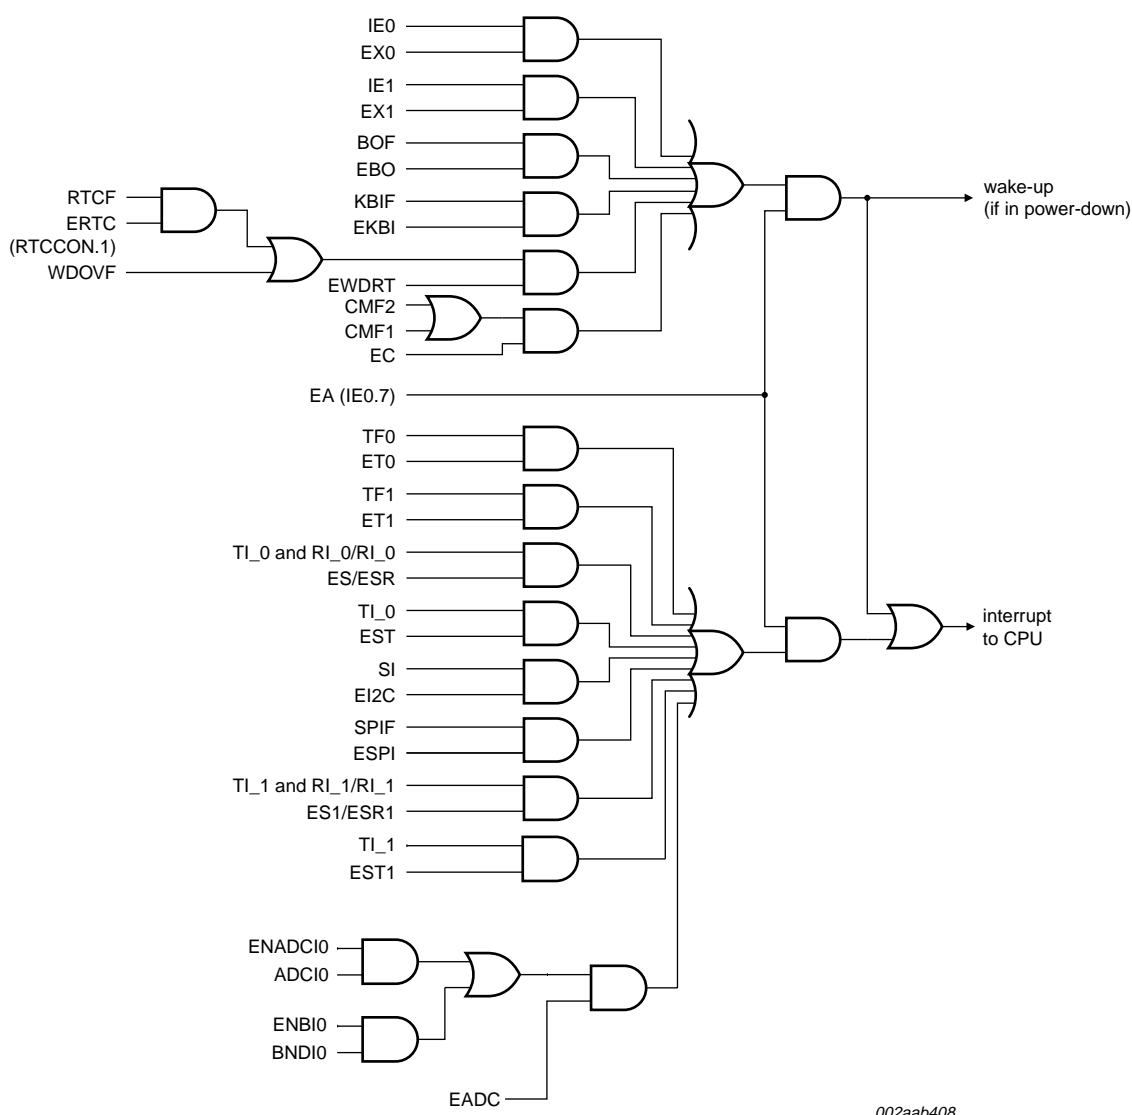 IE0
EX0
IE1
EX1
BOF
EBO
KBIF
EKBI
RTCF
ERTC
(RTCCON.1)
WDOVF
EWDRT
CMF2
CMF1
EC
wake-up
(if in power-down)
EA (IE0.7)
TF0
ET0
TF1
ET1
TI_0 and RI_0/RI_0
ES/ESR
TI_0
EST
SI
EI2C
SPIF
ESPI
TI_1 and RI_1/RI_1
ES1/ESR1
TI_1
EST1
interrupt
to CPU
ENADCI0
ADCI0
ENBI0
BNDI0
EADC
002aab408